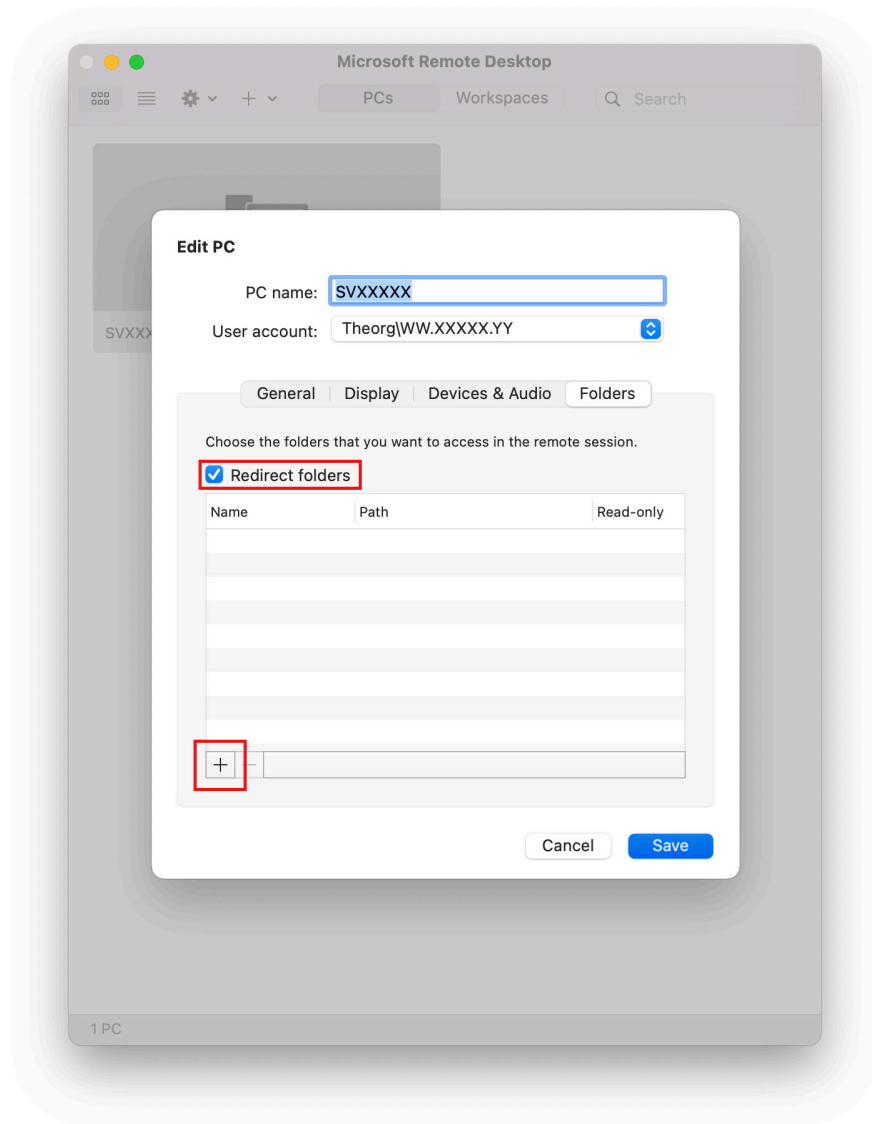 Microsoft Remote Desktop
PCs Workspaces Search
Edit PC
PC name: SVXXXXX
User account: Theorg\WW.XXXXX.YY
SVXXX
General Display Devices & Audio Folders
Choose the folders that you want to access in the remote session.
Redirect folders
Name Path Read-only
+ –
Cancel Save
1 PC